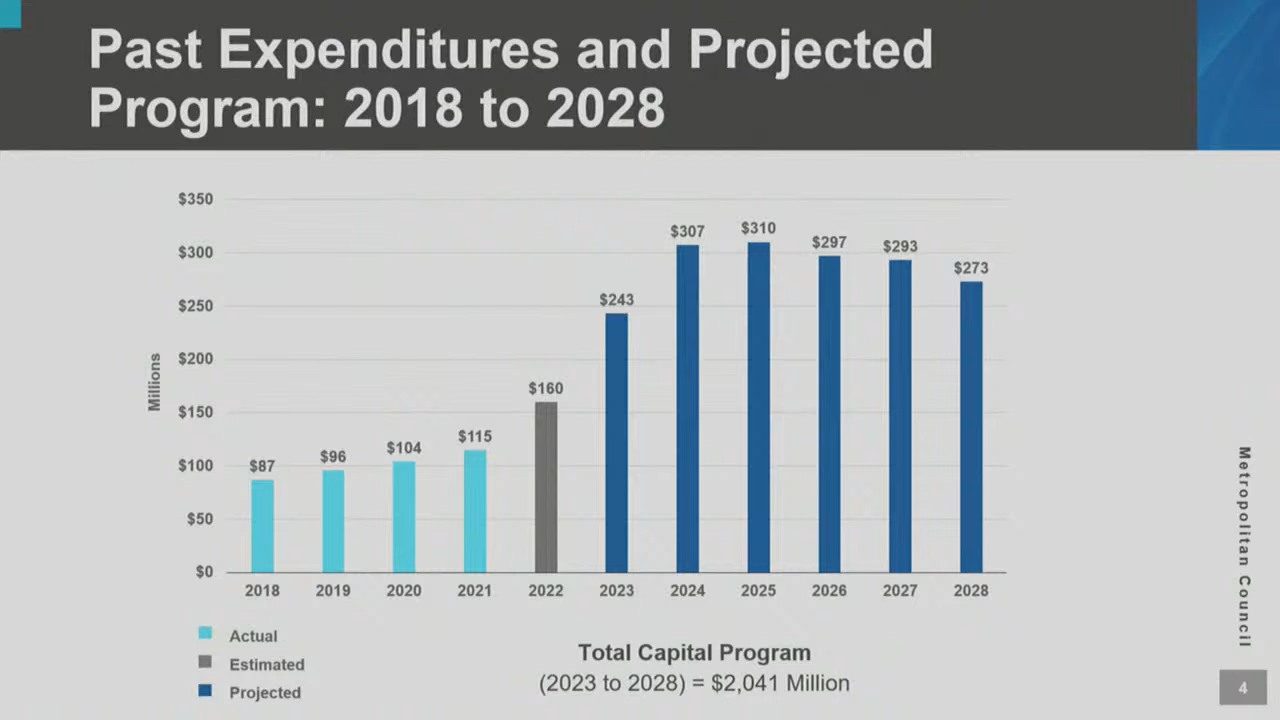 Past Expenditures and Projected
Program: 2018 to 2028
$350
$300
$250
$200
$150
$100
$50
$0
Millions
$87
$96
$104
$115
$160
$243
$307
$310
$297
$293
$273
2018 2019 2020 2021 2022 2023 2024 2025 2026 2027 2028
Actual
Estimated
Projected
Total Capital Program
(2023 to 2028) = $2,041 Million
Metropolitan Council
4